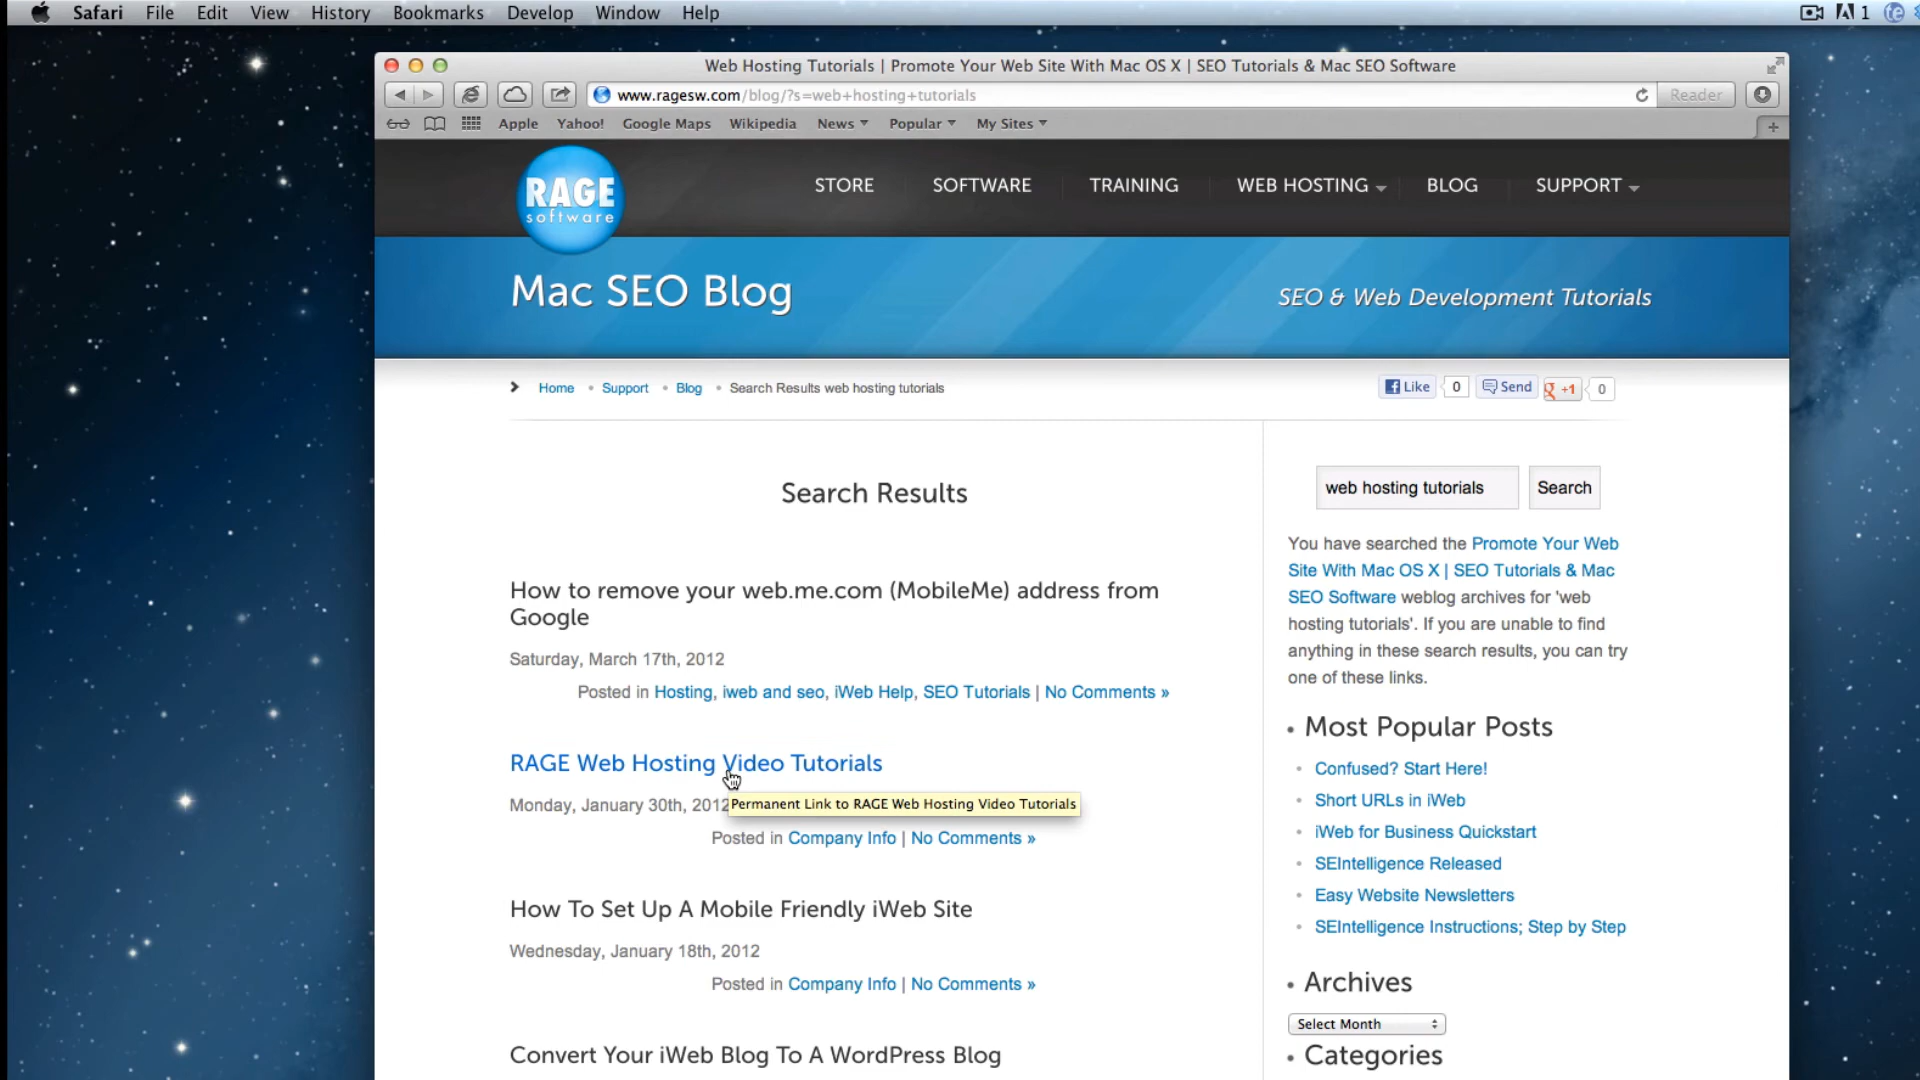 Safari File Edit View History Bookmarks Develop Window Help 1
Web Hosting Tutorials | Promote Your Web Site With Mac OS X | SEO Tutorials & Mac SEO Software
www.ragesw.com/blog/?s=web+hosting+tutorials Reader
Apple Yahoo! Google Maps Wikipedia News Popular My Sites
RAGE
software
STORE SOFTWARE TRAINING WEB HOSTING BLOG SUPPORT
Mac SEO Blog
SEO & Web Development Tutorials
Home • Support • Blog • Search Results web hosting tutorials
Like 0 Send +1 0
Search Results
How to remove your web.me.com (MobileMe) address from
Google
Saturday, March 17th, 2012
Posted in Hosting, iweb and seo, iWeb Help, SEO Tutorials | No Comments »
RAGE Web Hosting Video Tutorials
Monday, January 30th, 2012
Permanent Link to RAGE Web Hosting Video Tutorials
Posted in Company Info | No Comments »
How To Set Up A Mobile Friendly iWeb Site
Wednesday, January 18th, 2012
Posted in Company Info | No Comments »
Convert Your iWeb Blog To A WordPress Blog
web hosting tutorials Search
You have searched the Promote Your Web
Site With Mac OS X | SEO Tutorials & Mac
SEO Software weblog archives for 'web
hosting tutorials'. If you are unable to find
anything in these search results, you can try
one of these links.
• Most Popular Posts
• Confused? Start Here!
• Short URLs in iWeb
• iWeb for Business Quickstart
• SEIntelligence Released
• Easy Website Newsletters
• SEIntelligence Instructions; Step by Step
• Archives
Select Month
• Categories